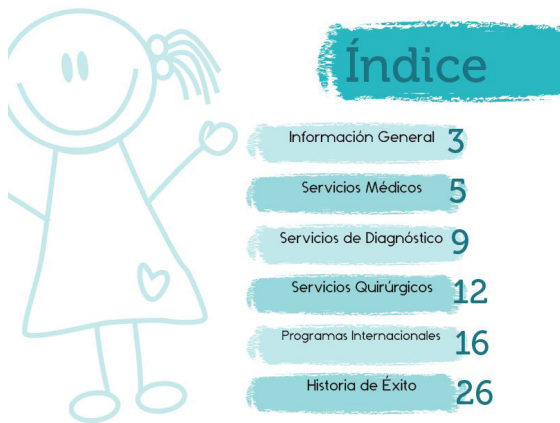 Índice
Información General 3
Servicios Médicos 5
Servicios de Diagnóstico 9
Servicios Quirúrgicos 12
Programas Internacionales 16
Historia de Éxito 26